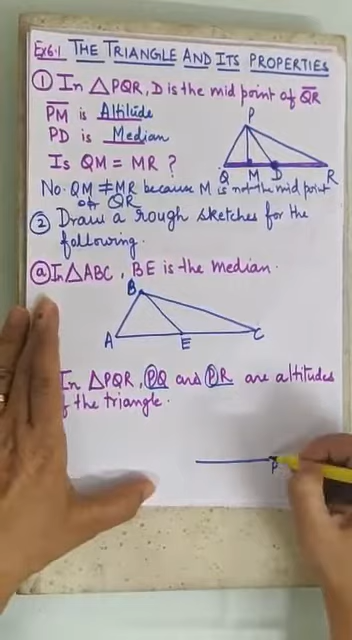 Ex6.1 THE TRIANGLE AND ITS PROPERTIES
① In △PQR, D is the mid point of QR
PM is Altitude
PD is Median
Is QM = MR ?
P
Q M D R
No. QM ≠ MR because M is not the mid point
of QR
② Draw a rough sketches for the
following.
ⓐ In △ABC, BE is the median.
B
A E C
In △PQR, PQ and PR are altitudes
the triangle.
P